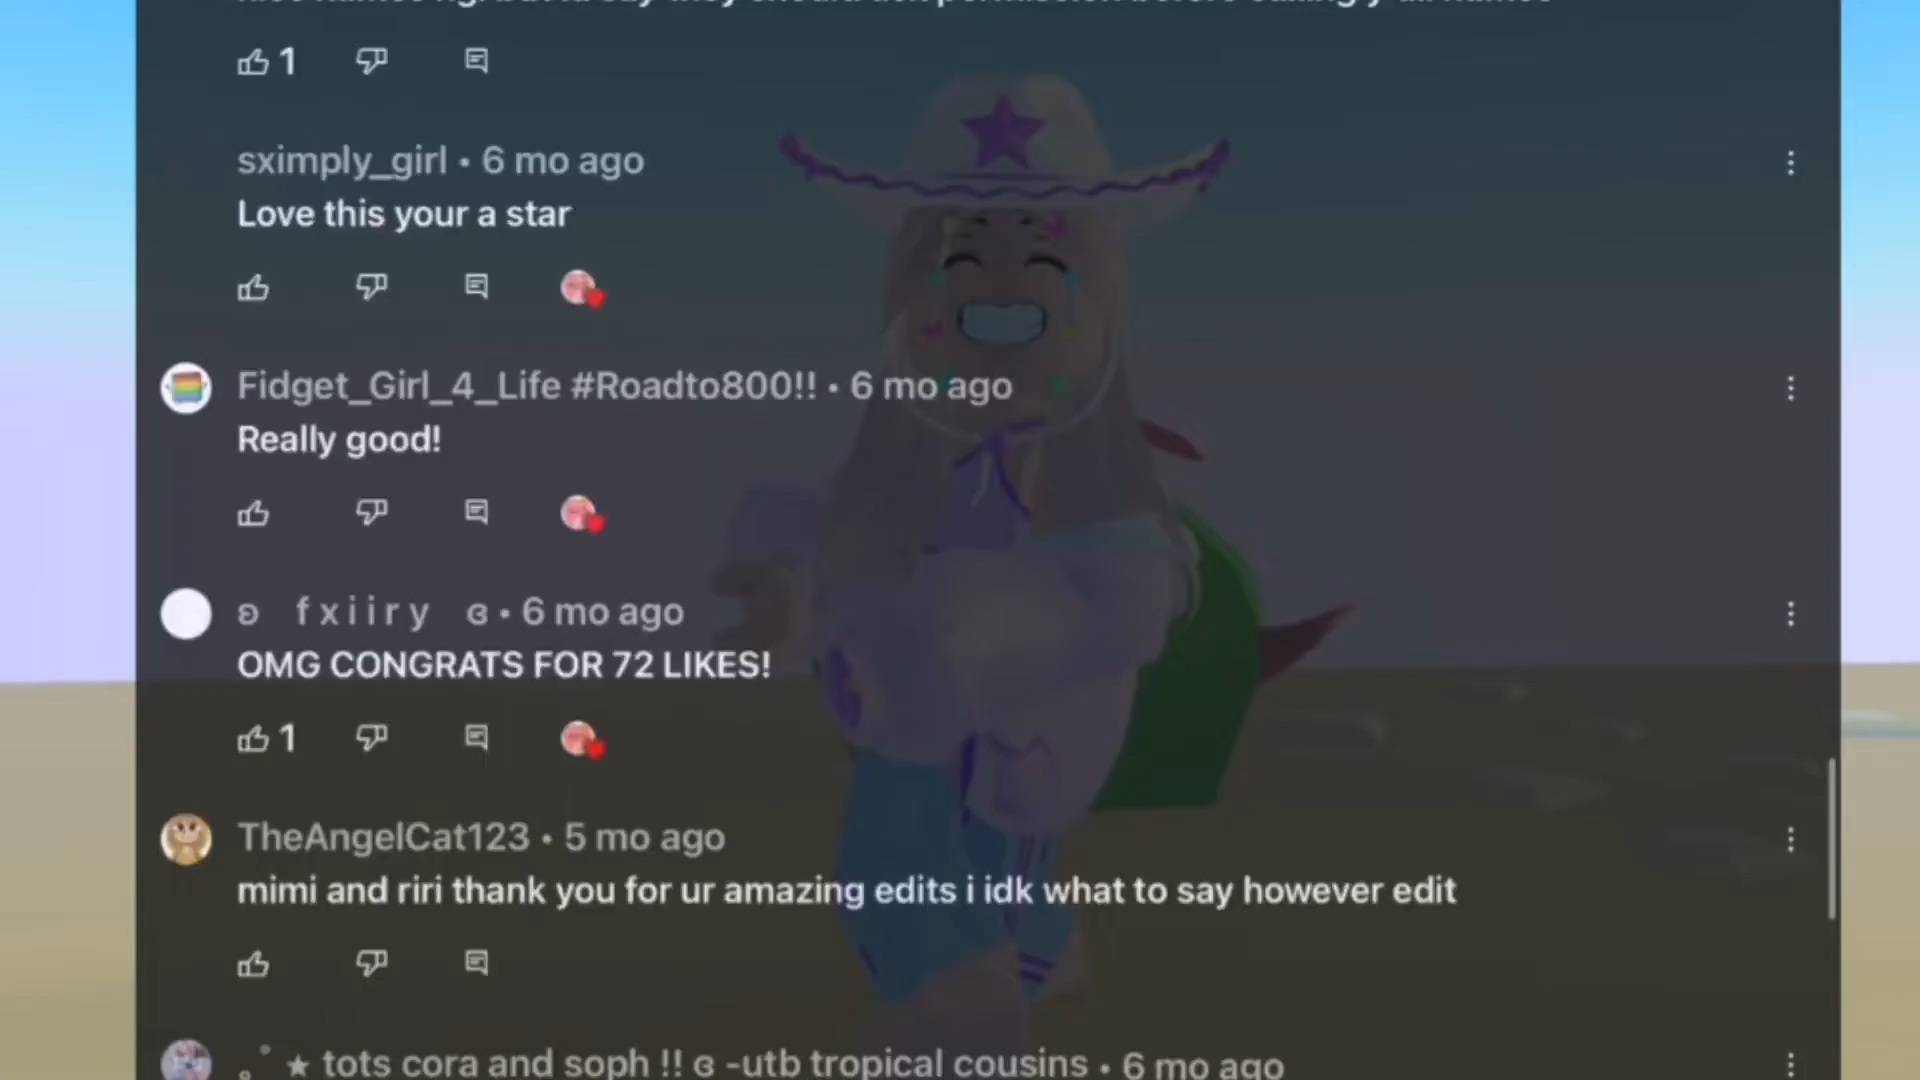 1
sximply_girl • 6 mo ago
Love this your a star
Fidget_Girl_4_Life #Roadto800!! • 6 mo ago
Really good!
ʚ f x i i r y ɞ • 6 mo ago
OMG CONGRATS FOR 72 LIKES!
1
TheAngelCat123 • 5 mo ago
mimi and riri thank you for ur amazing edits i idk what to say however edit
｡˚ ★ tots cora and soph !! ɞ -utb tropical cousins • 6 mo ago